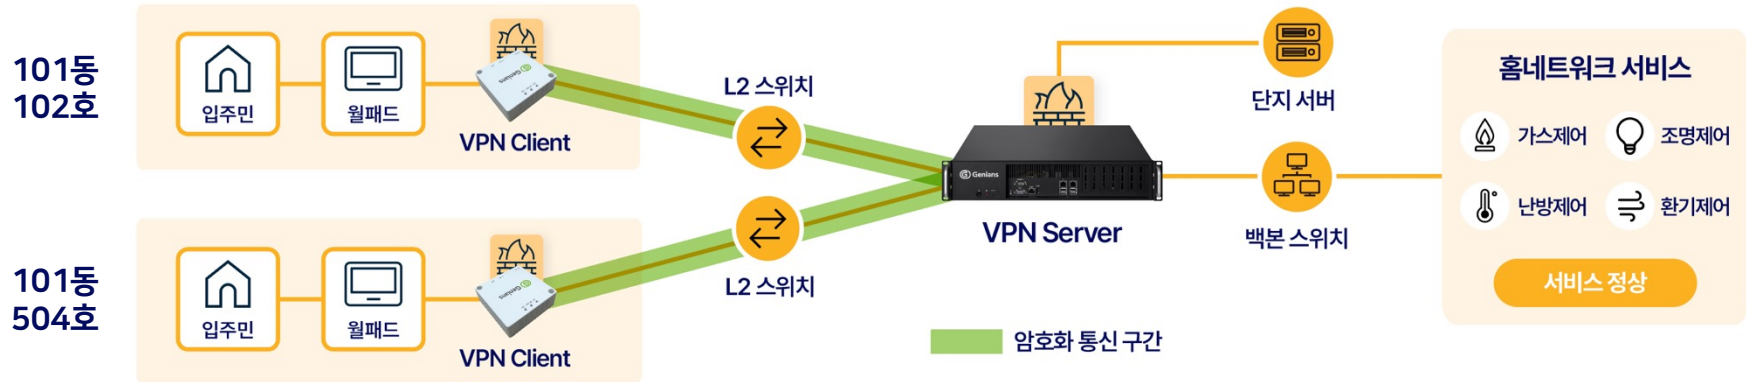 101동
102호
입주민
월패드
Genians
VPN Client
L2 스위치
101동
504호
입주민
월패드
Genians
VPN Client
L2 스위치
Genians
VPN Server
단지 서버
백본 스위치
암호화 통신 구간
홈네트워크 서비스
가스제어
조명제어
난방제어
환기제어
서비스 정상